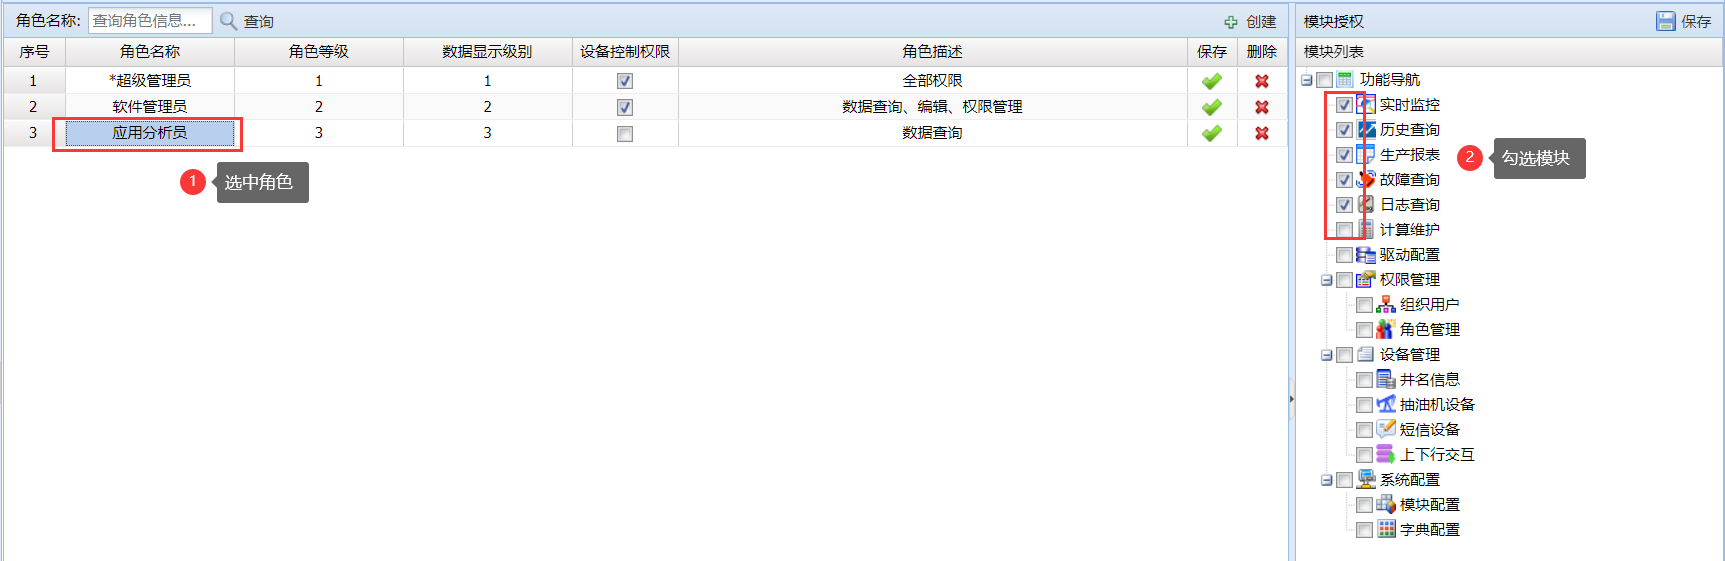 角色名称: 查询角色信息... 查询 创建
序号 角色名称 角色等级 数据显示级别 设备控制权限 角色描述 保存 删除
1 *超级管理员 1 1 全部权限
2 软件管理员 2 2 数据查询、编辑、权限管理
3 应用分析员 3 3 数据查询
1 选中角色
模块授权 保存
模块列表
功能导航
实时监控
历史查询
生产报表
2 勾选模块
故障查询
日志查询
计算维护
驱动配置
权限管理
组织用户
角色管理
设备管理
井名信息
抽油机设备
短信设备
上下行交互
系统配置
模块配置
字典配置